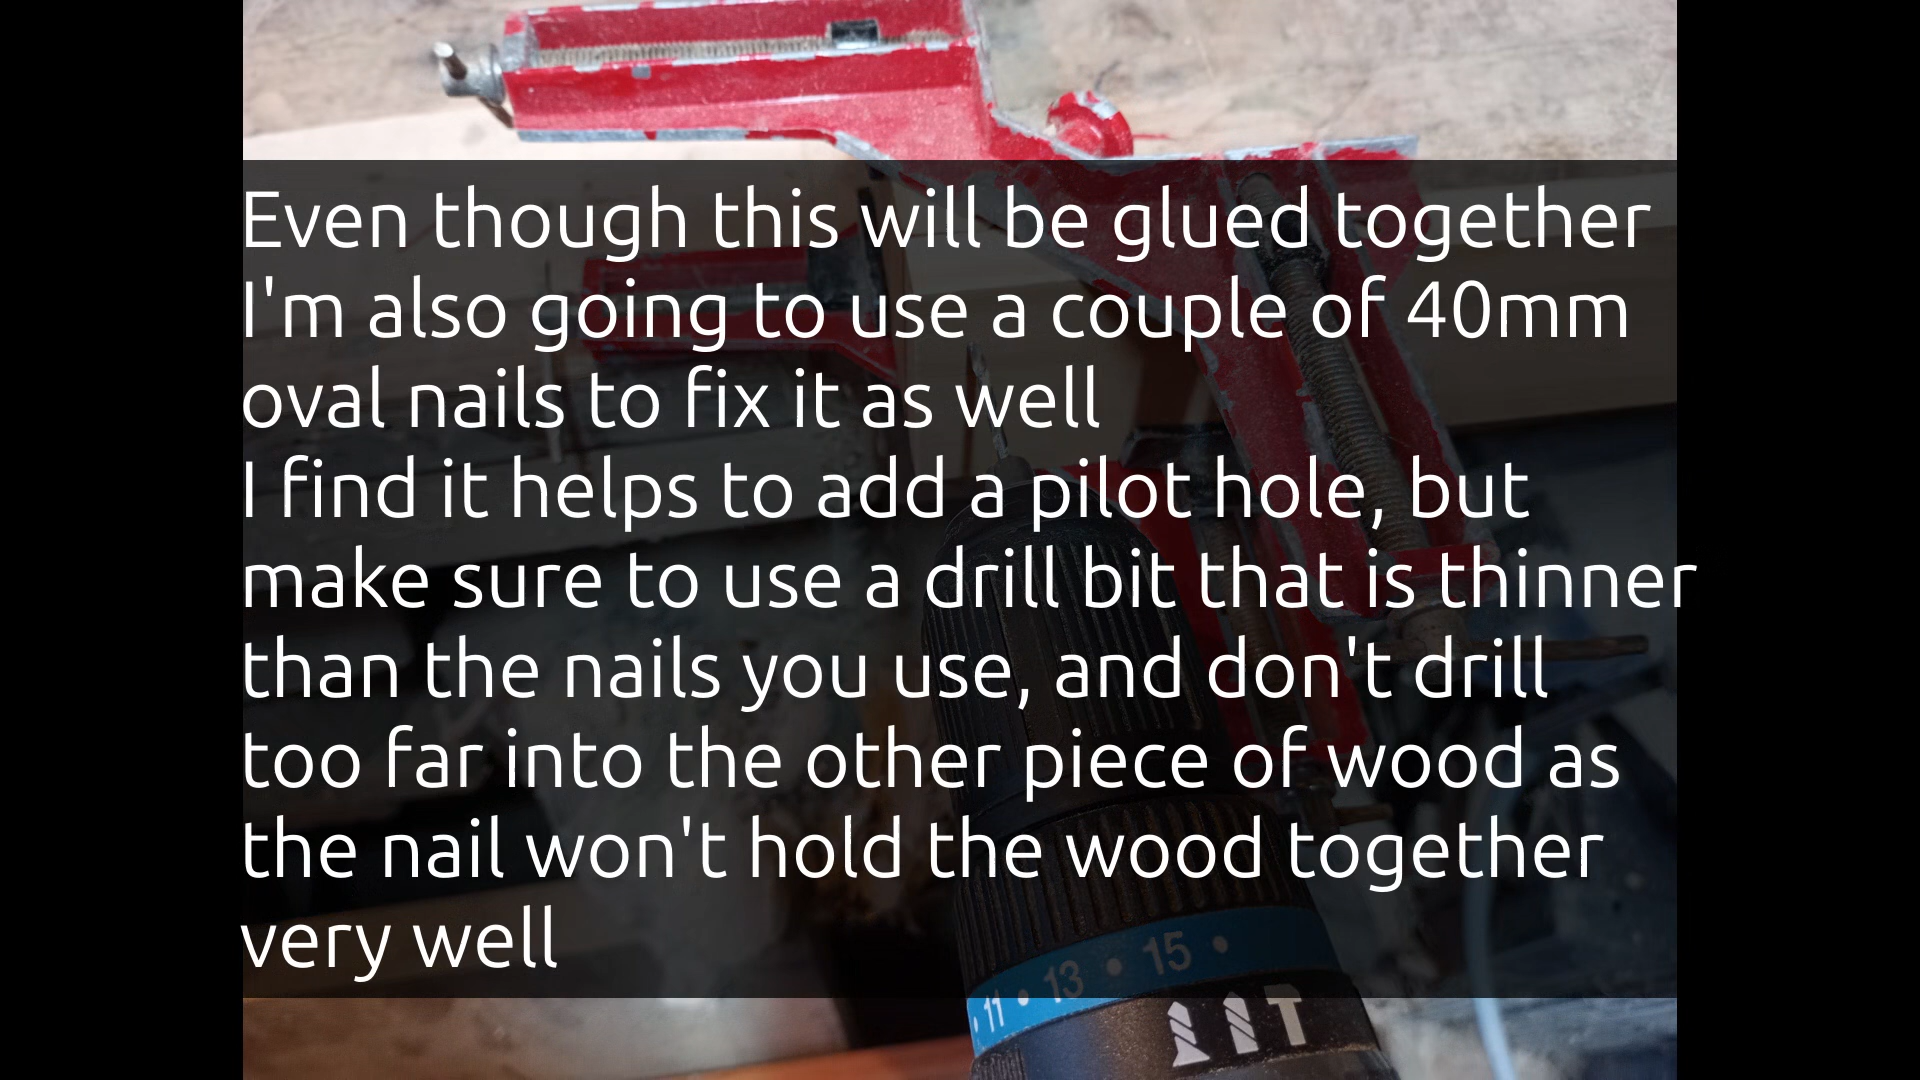 Even though this will be glued together
I'm also going to use a couple of 40mm
oval nails to fix it as well
I find it helps to add a pilot hole, but
make sure to use a drill bit that is thinner
than the nails you use, and don't drill
too far into the other piece of wood as
the nail won't hold the wood together
very well
11 • 13 • 15 •